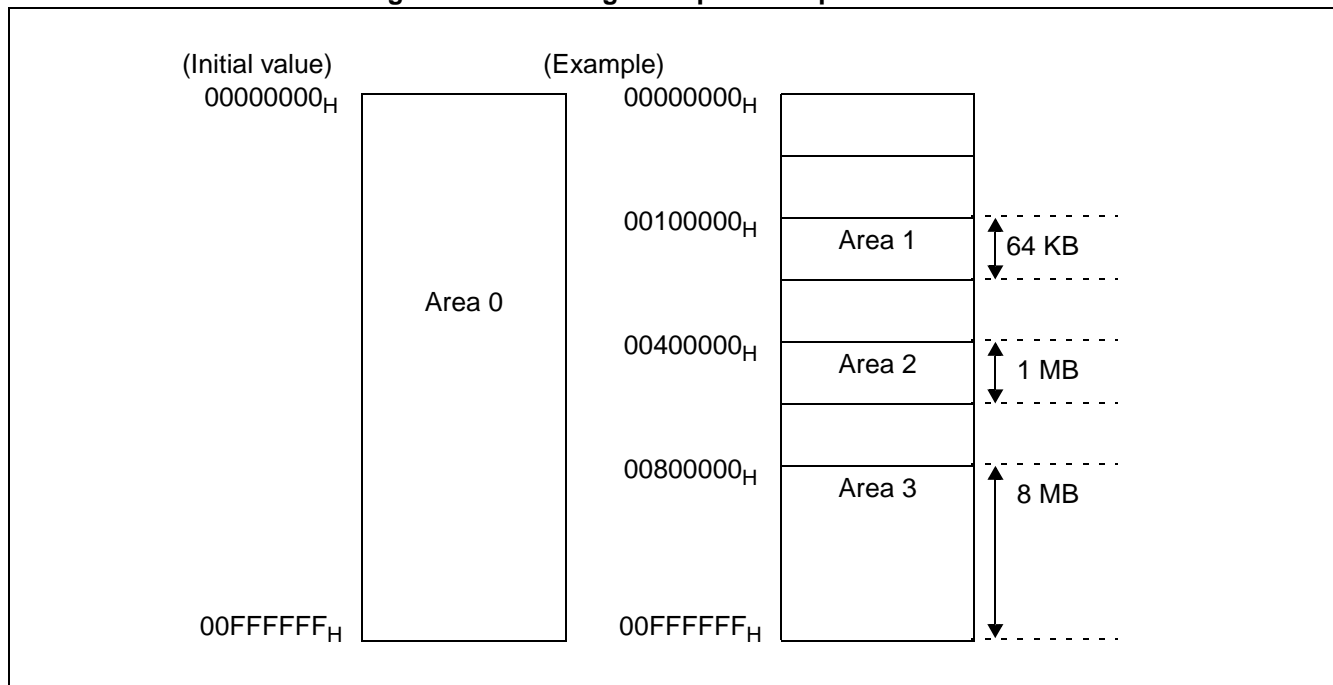 (Initial value) (Example)
00000000H 00000000H
00100000H Area 1 64 KB
Area 0
00400000H Area 2 1 MB
00800000H Area 3 8 MB
00FFFFFFH 00FFFFFFH